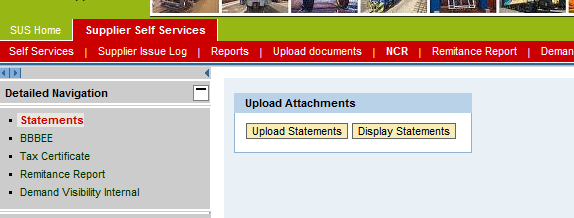 SUS Home Supplier Self Services
Self Services | Supplier Issue Log | Reports | Upload documents | NCR | Remitance Report | Deman
Detailed Navigation
Statements
BBBEE
Tax Certificate
Remitance Report
Demand Visibility Internal
Upload Attachments
Upload Statements Display Statements